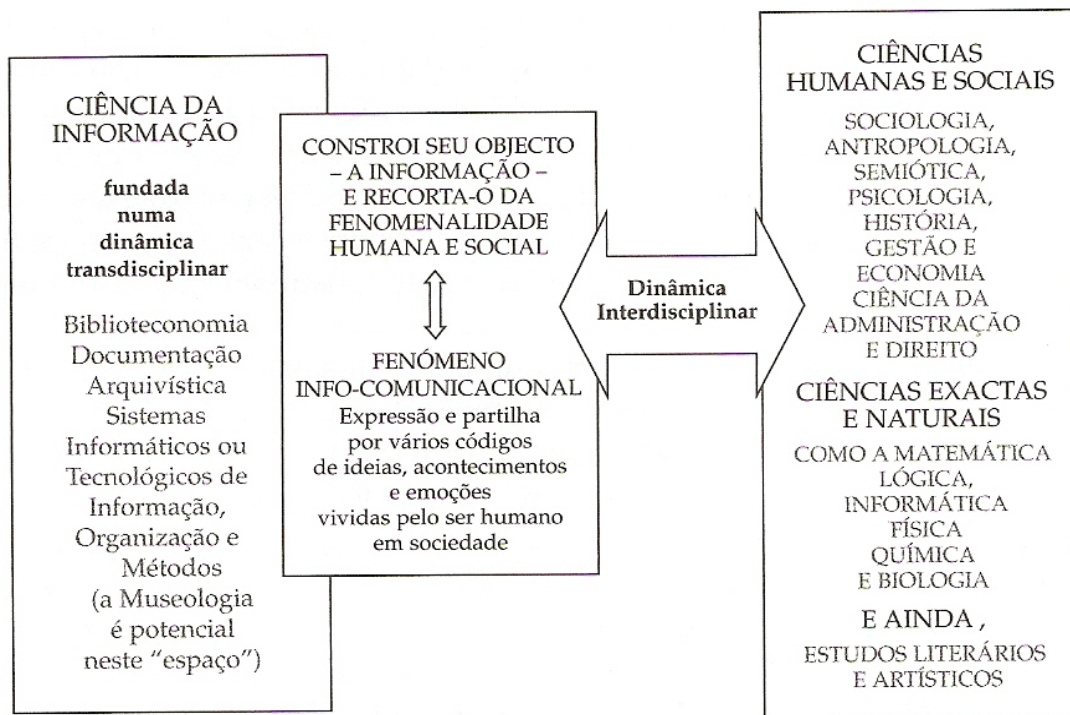 CIÊNCIA DA
INFORMAÇÃO
fundada
numa
dinâmica
transdisciplinar
Biblioteconomia
Documentação
Arquivística
Sistemas
Informáticos ou
Tecnológicos de
Informação,
Organização e
Métodos
(a Museologia
é potencial
neste “espaço”)
CONSTROI SEU OBJECTO
– A INFORMAÇÃO –
E RECORTA-O DA
FENOMENALIDADE
HUMANA E SOCIAL
FENÓMENO
INFO-COMUNICACIONAL
Expressão e partilha
por vários códigos
de ideias, acontecimentos
e emoções
vividas pelo ser humano
em sociedade
Dinâmica
Interdisciplinar
CIÊNCIAS
HUMANAS E SOCIAIS
SOCIOLOGIA,
ANTROPOLOGIA,
SEMIÓTICA,
PSICOLOGIA,
HISTÓRIA,
GESTÃO E
ECONOMIA
CIÊNCIA DA
ADMINISTRAÇÃO
E DIREITO
CIÊNCIAS EXACTAS
E NATURAIS
COMO A MATEMÁTICA
LÓGICA,
INFORMÁTICA
FÍSICA
QUÍMICA
E BIOLOGIA
E AINDA ,
ESTUDOS LITERÁRIOS
E ARTÍSTICOS